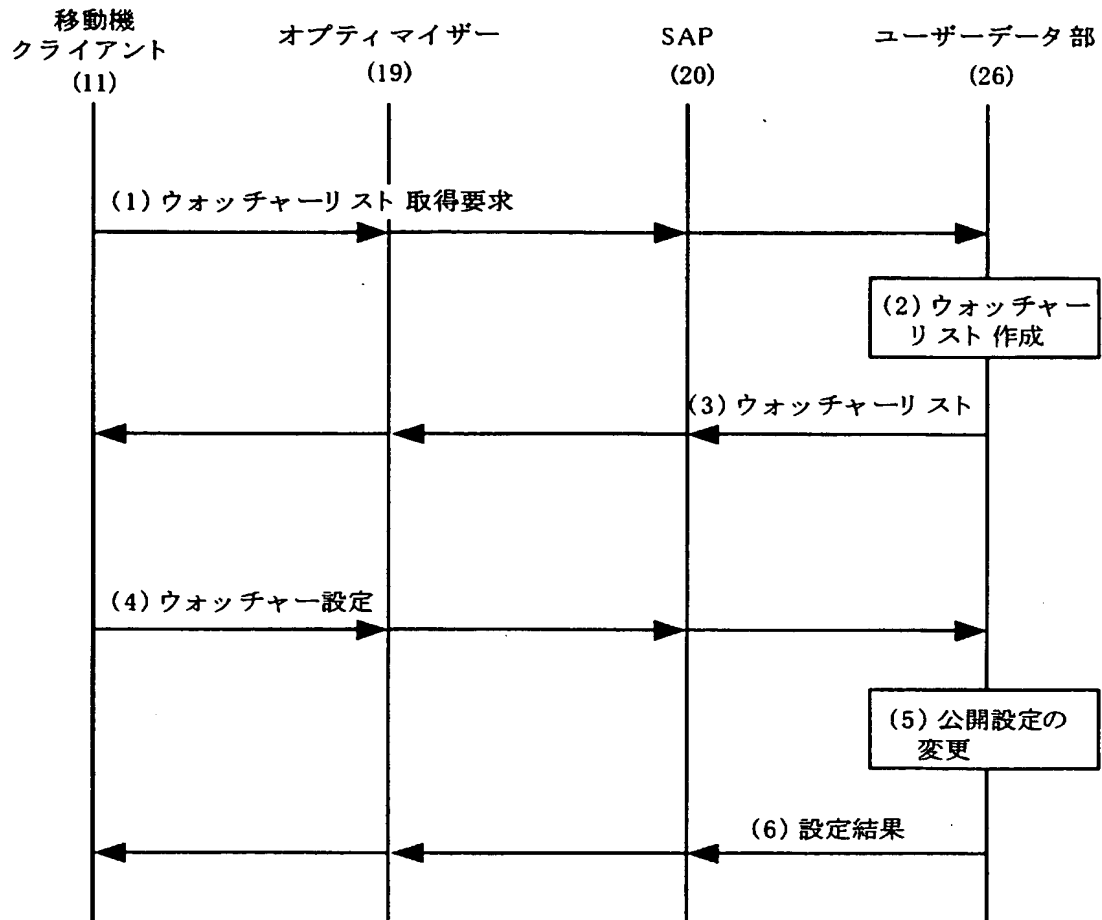 移動機
クライアント
(11)
オプティマイザー
(19)
SAP
(20)
ユーザーデータ部
(26)
(1)ウォッチャーリスト取得要求
(2)ウォッチャー
リスト作成
(3)ウォッチャーリスト
(4)ウォッチャー設定
(5)公開設定の
変更
(6)設定結果